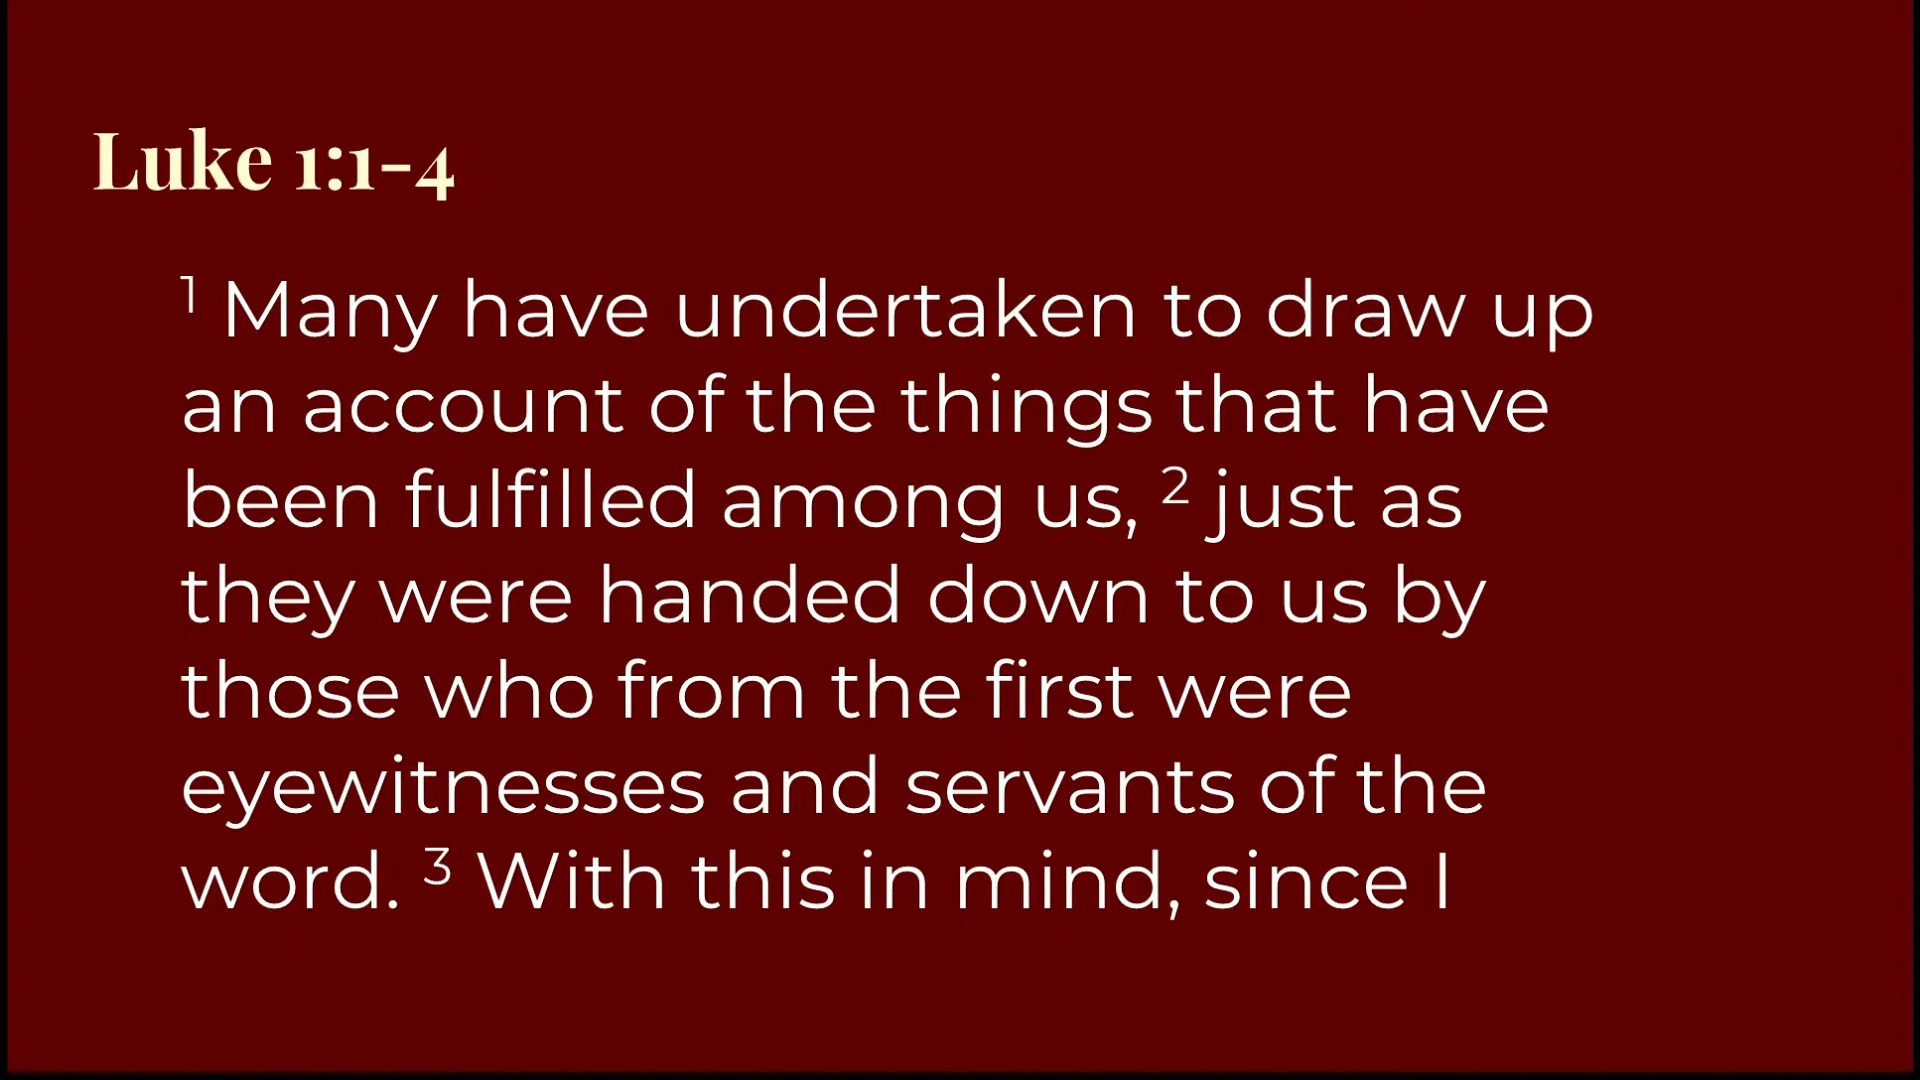 Luke 1:1-4
1 Many have undertaken to draw up
an account of the things that have
been fulfilled among us, 2 just as
they were handed down to us by
those who from the first were
eyewitnesses and servants of the
word. 3 With this in mind, since I